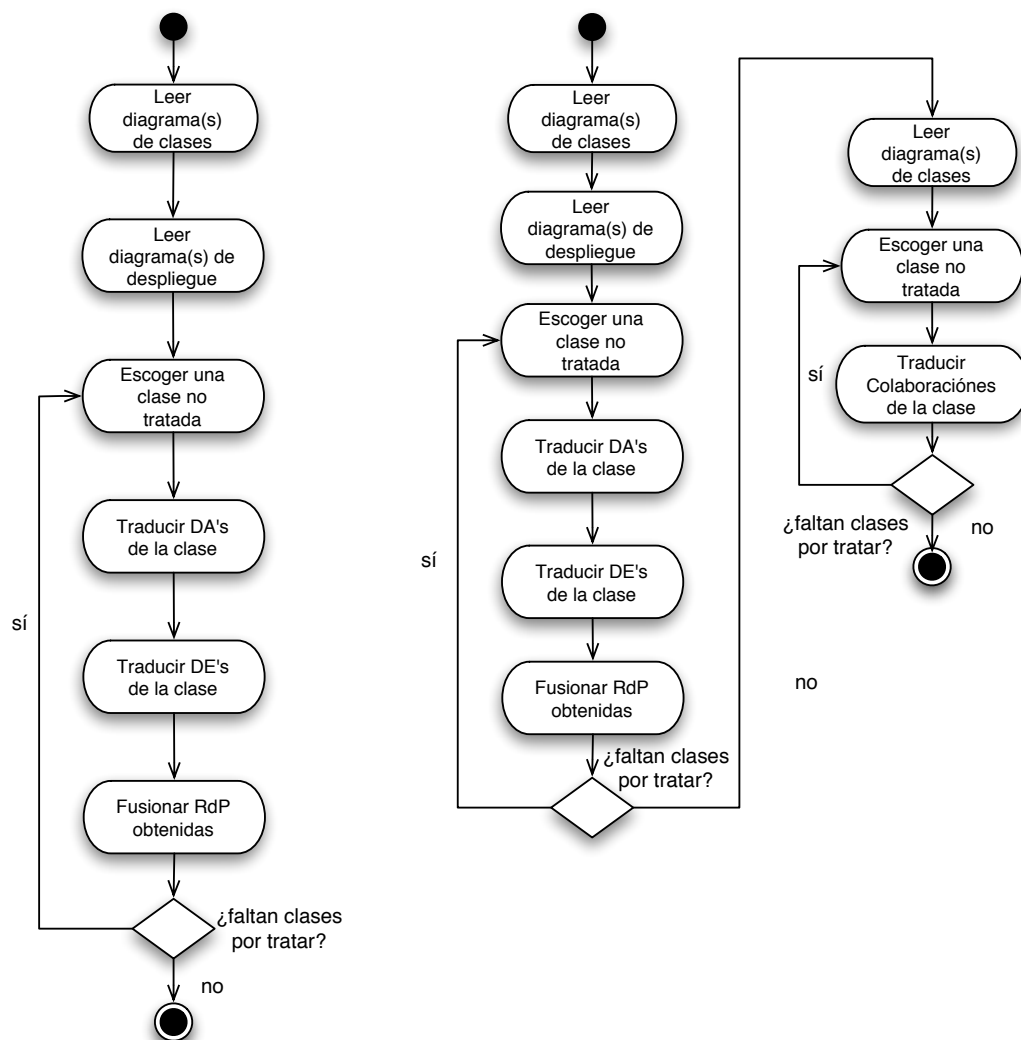 Leer
diagrama(s)
de clases
Leer
diagrama(s) de
despliegue
Escoger una
clase no
tratada
Traducir DA's
de la clase
sí
Traducir DE's
de la clase
Fusionar RdP
obtenidas
¿faltan clases
por tratar?
no
Leer
diagrama(s)
de clases
Leer
diagrama(s) de
despliegue
Escoger una
clase no
tratada
Traducir DA's
de la clase
sí
Traducir DE's
de la clase
Fusionar RdP
obtenidas
¿faltan clases
por tratar?
no
Leer
diagrama(s)
de clases
Escoger una
clase no
tratada
sí
Traducir
Colaboraciónes
de la clase
¿faltan clases
por tratar?
no